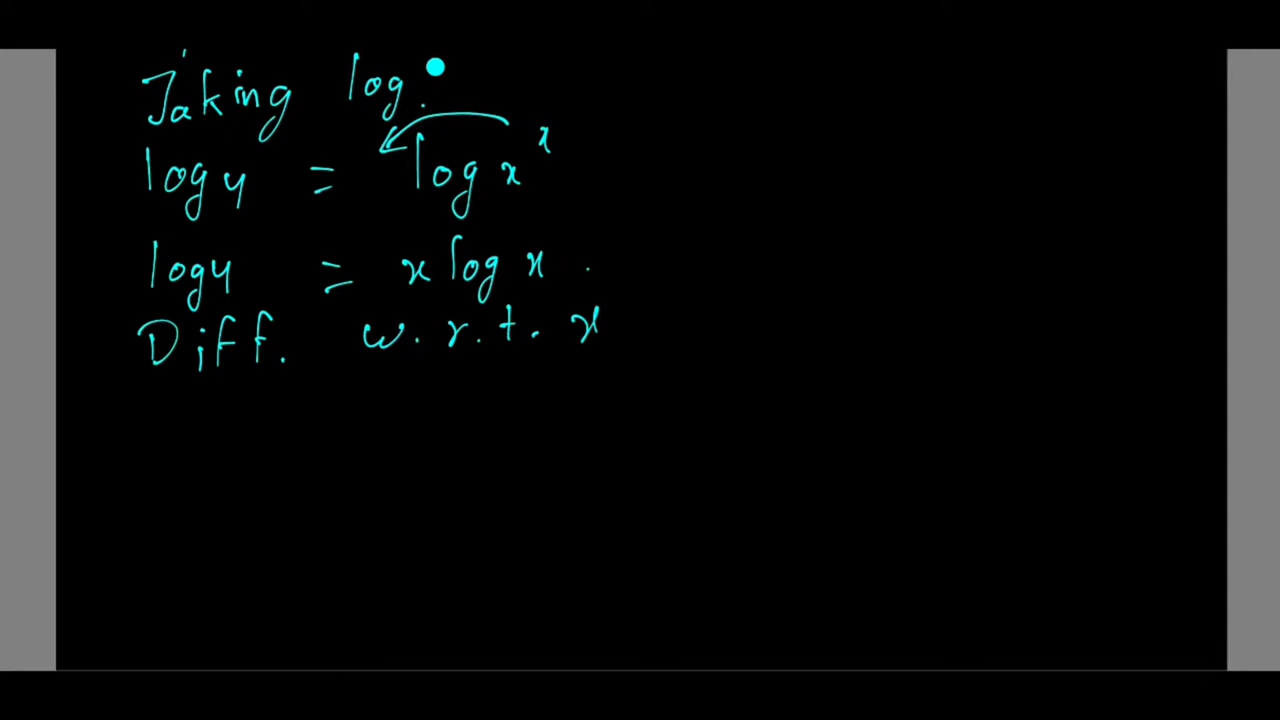 Taking log.
log y = log x^x
log y = x log x.
Diff. w.r.t. x